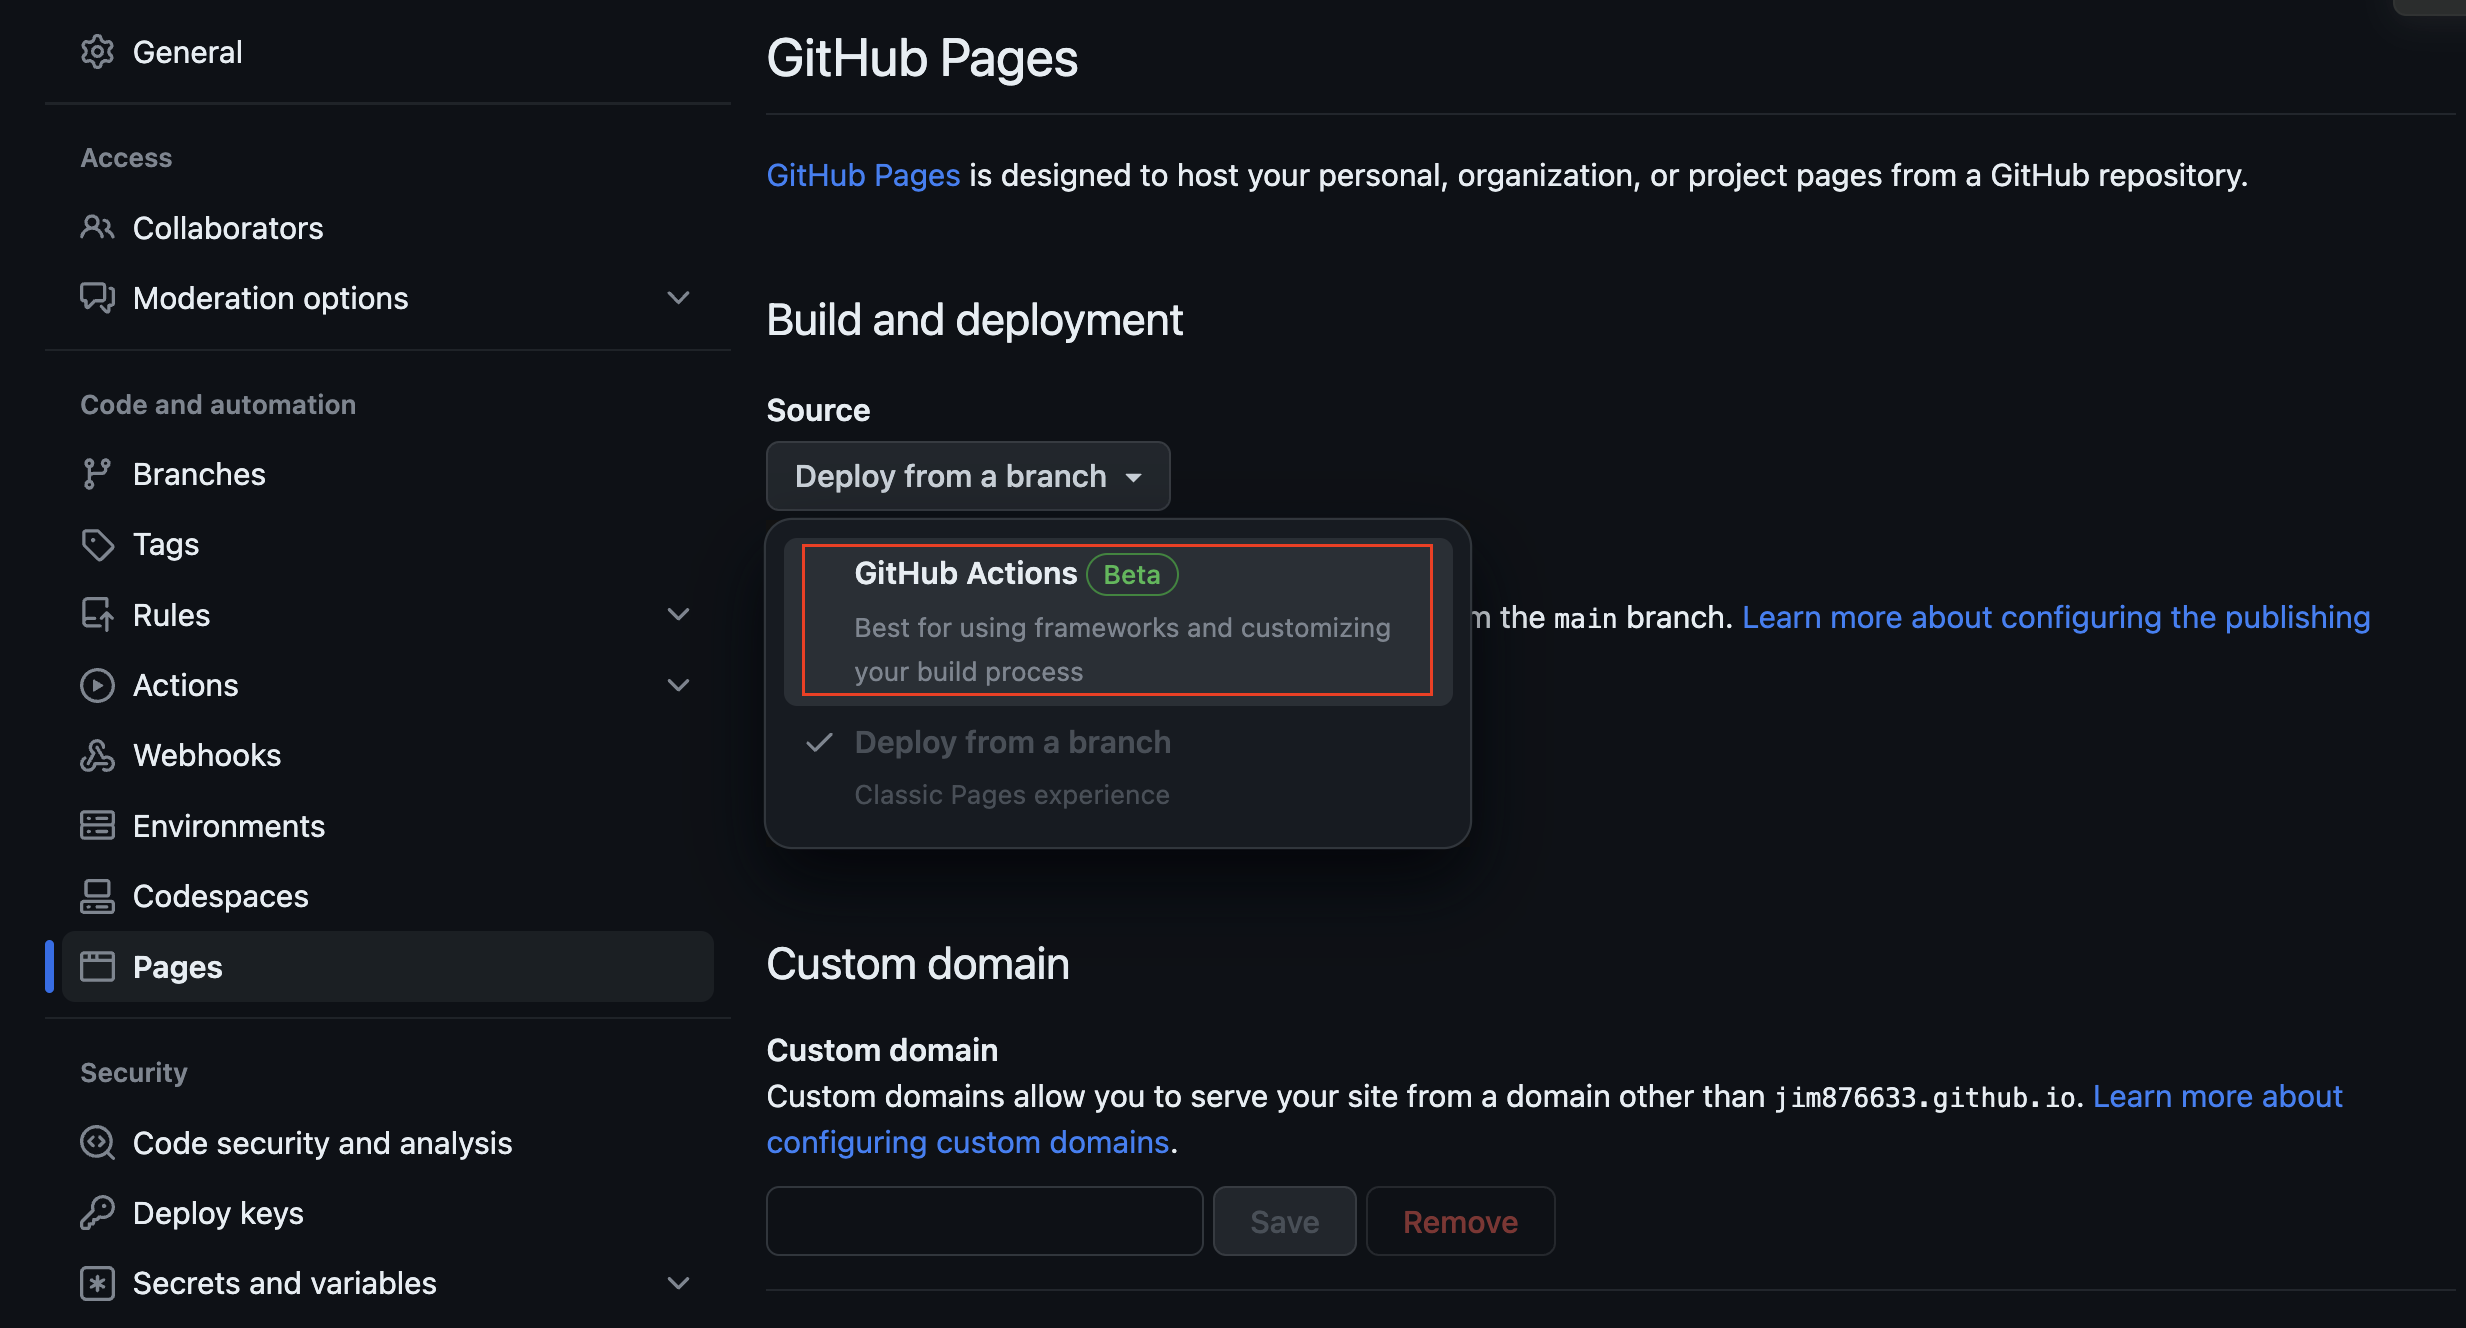 General
Access
Collaborators
Moderation options
Code and automation
Branches
Tags
Rules
Actions
Webhooks
Environments
Codespaces
Pages
Security
Code security and analysis
Deploy keys
Secrets and variables
GitHub Pages
GitHub Pages is designed to host your personal, organization, or project pages from a GitHub repository.
Build and deployment
Source
Deploy from a branch
GitHub Actions Beta
Best for using frameworks and customizing
your build process
Deploy from a branch
Classic Pages experience
the main branch. Learn more about configuring the publishing
Custom domain
Custom domain
Custom domains allow you to serve your site from a domain other than jim876633.github.io. Learn more about
configuring custom domains.
Save Remove